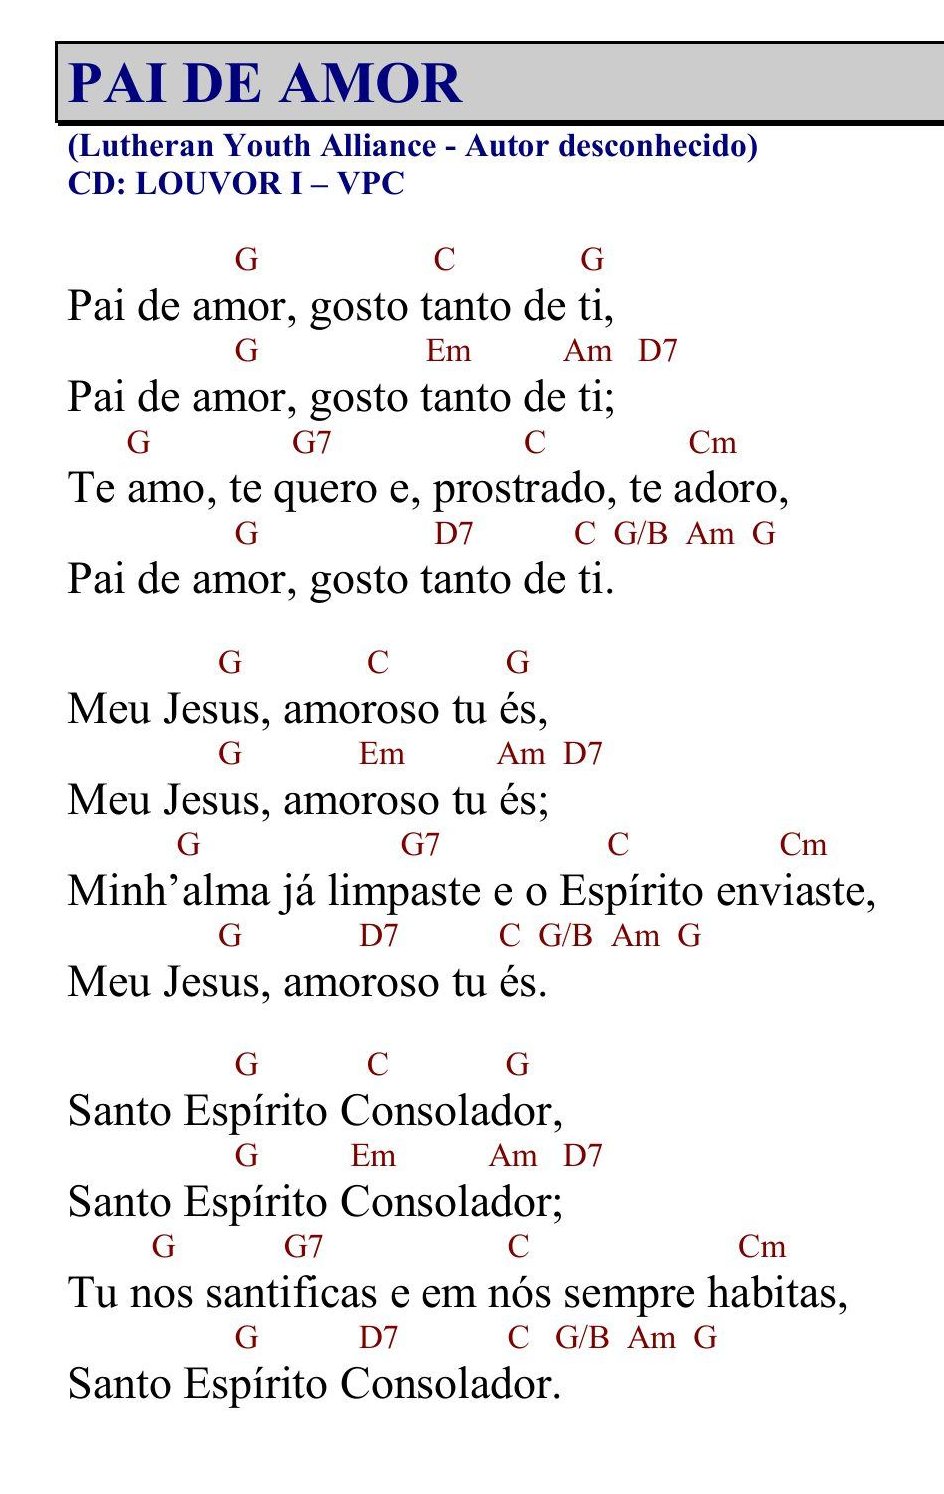 PAI DE AMOR
(Lutheran Youth Alliance - Autor desconhecido)
CD: LOUVOR I – VPC
G C G
Pai de amor, gosto tanto de ti,
G Em Am D7
Pai de amor, gosto tanto de ti;
G G7 C Cm
Te amo, te quero e, prostrado, te adoro,
G D7 C G/B Am G
Pai de amor, gosto tanto de ti.
G C G
Meu Jesus, amoroso tu és,
G Em Am D7
Meu Jesus, amoroso tu és;
G G7 C Cm
Minh’alma já limpaste e o Espírito enviaste,
G D7 C G/B Am G
Meu Jesus, amoroso tu és.
G C G
Santo Espírito Consolador,
G Em Am D7
Santo Espírito Consolador;
G G7 C Cm
Tu nos santificas e em nós sempre habitas,
G D7 C G/B Am G
Santo Espírito Consolador.